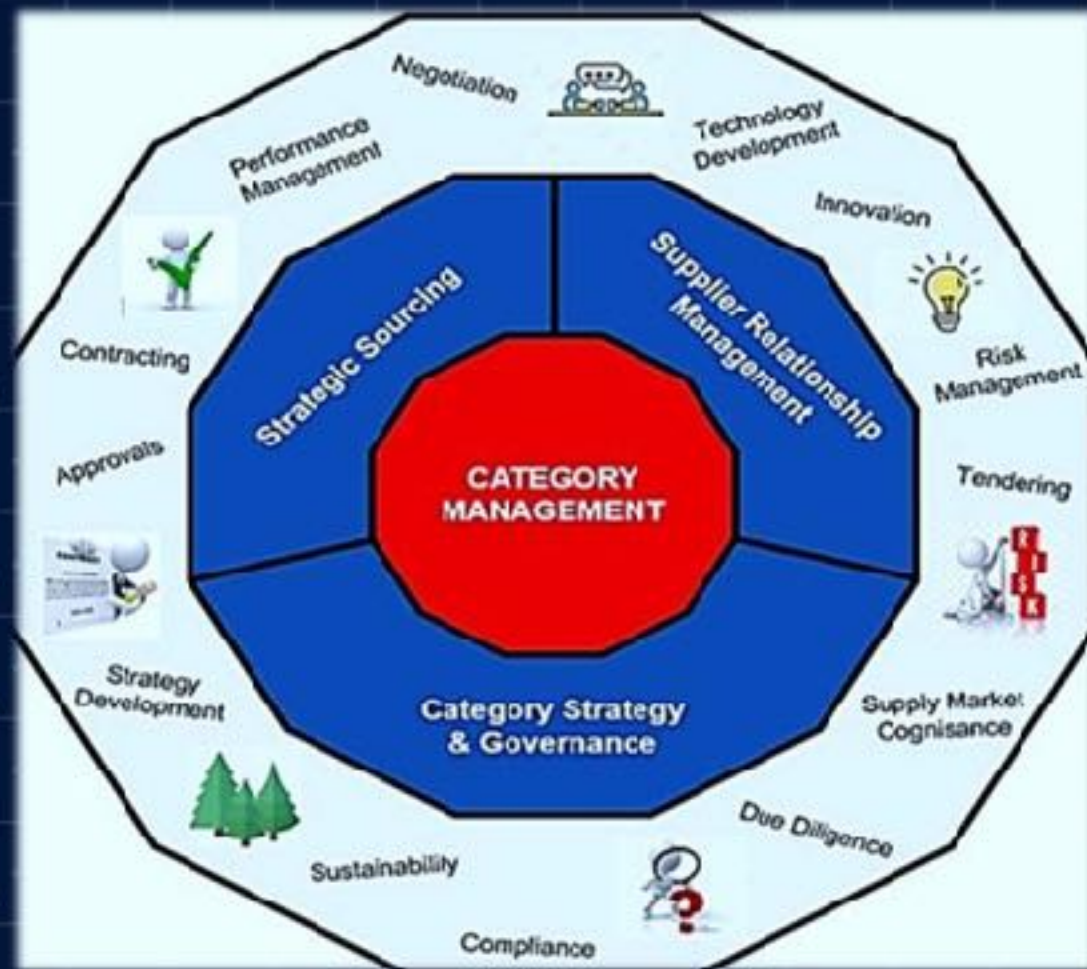 Negotiation
Technology
Development
Innovation
Risk
Management
Tendering
RISK
Supply Market
Cognisance
Due Diligence
Compliance
Sustainability
Strategy
Development
Approvals
Contracting
Performance
Management
Strategic Sourcing
Supplier Relationship
Management
CATEGORY
MANAGEMENT
Category Strategy
& Governance